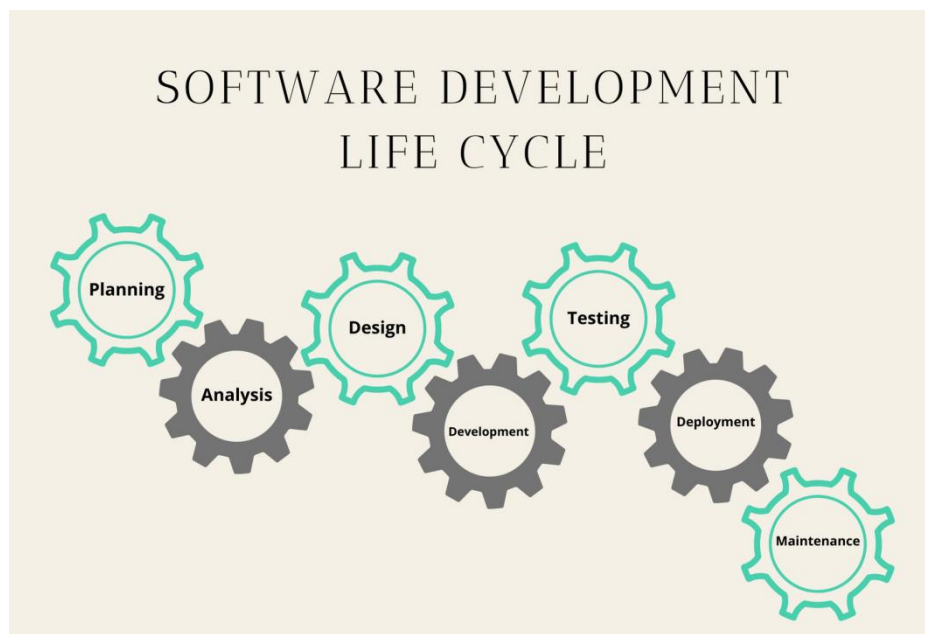 SOFTWARE DEVELOPMENT
LIFE CYCLE
Planning
Analysis
Design
Development
Testing
Deployment
Maintenance